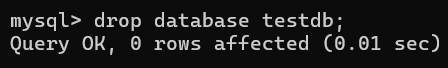 mysql> drop database testdb;
Query OK, 0 rows affected (0.01 sec)